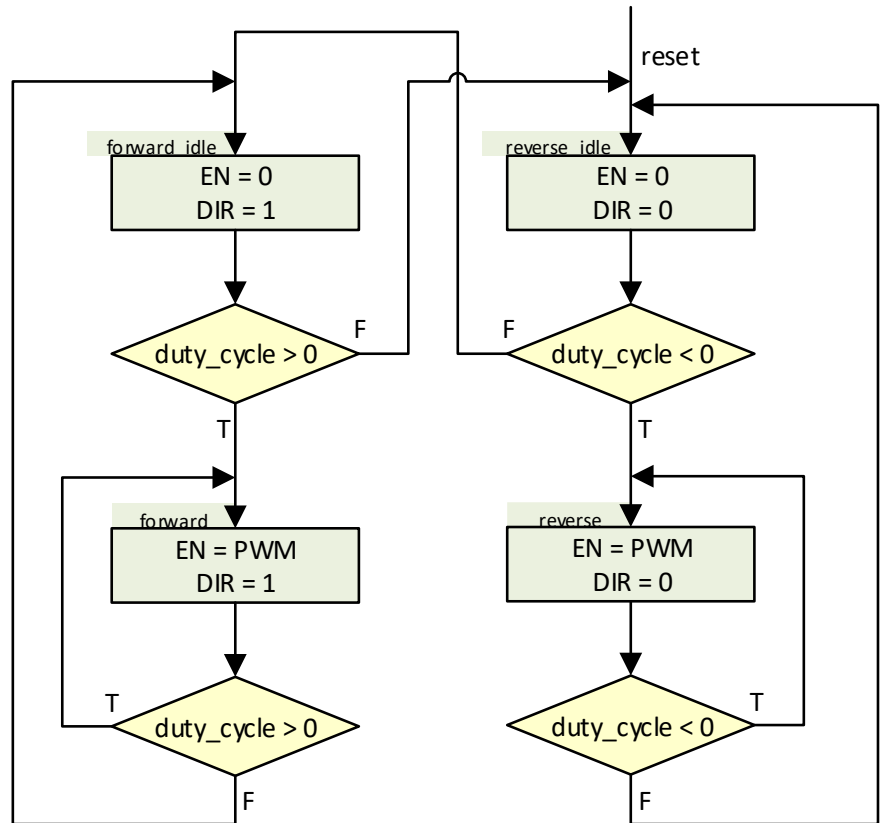 reset
forward_idle
EN = 0
DIR = 1
reverse_idle
EN = 0
DIR = 0
duty_cycle > 0
F
T
duty_cycle < 0
F
T
forward
EN = PWM
DIR = 1
reverse
EN = PWM
DIR = 0
duty_cycle > 0
T
F
duty_cycle < 0
T
F